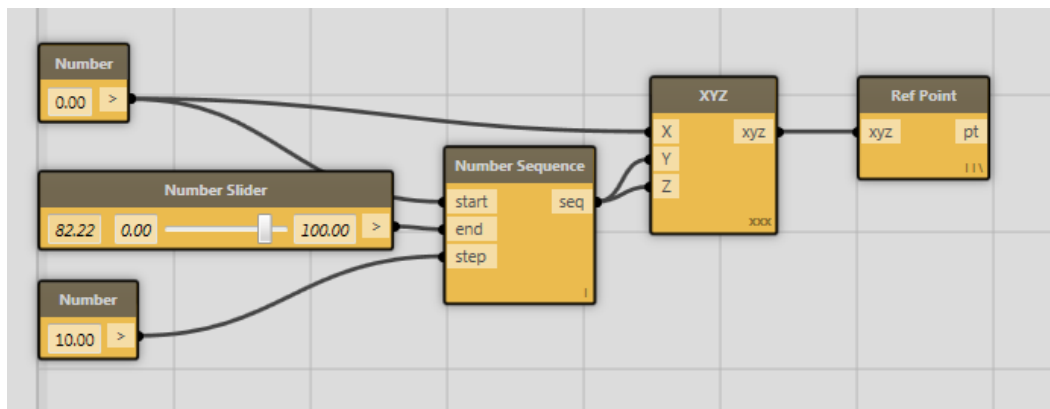 Number
0.00 >
Number Slider
82.22 0.00 100.00 >
Number
10.00 >
Number Sequence
start seq
end
step
|
XYZ
X xyz
Y
Z
xxx
Ref Point
xyz pt
| | \